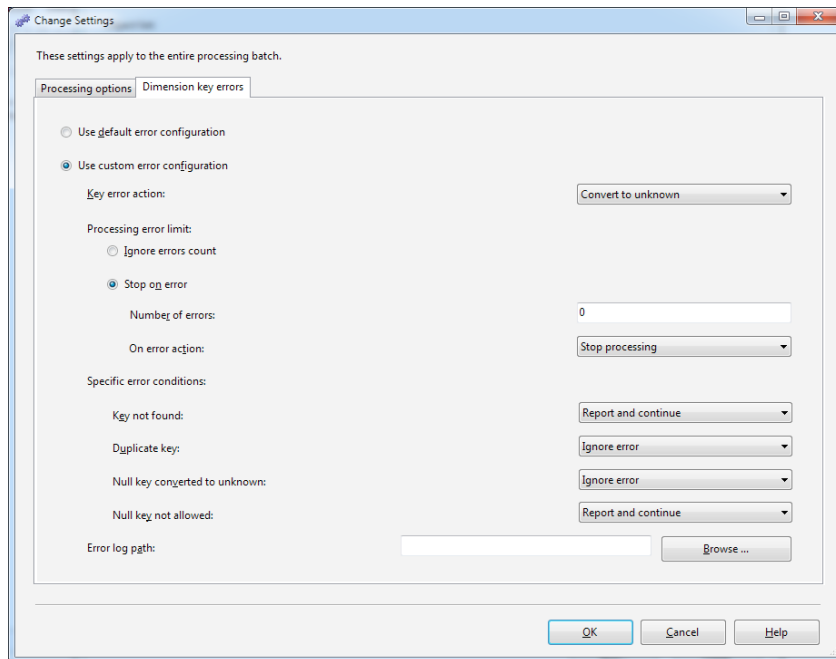 Change Settings
These settings apply to the entire processing batch.
Processing options Dimension key errors
Use default error configuration
Use custom error configuration
Key error action: Convert to unknown
Processing error limit:
Ignore errors count
Stop on error
Number of errors: 0
On error action: Stop processing
Specific error conditions:
Key not found: Report and continue
Duplicate key: Ignore error
Null key converted to unknown: Ignore error
Null key not allowed: Report and continue
Error log path: Browse ...
OK Cancel Help